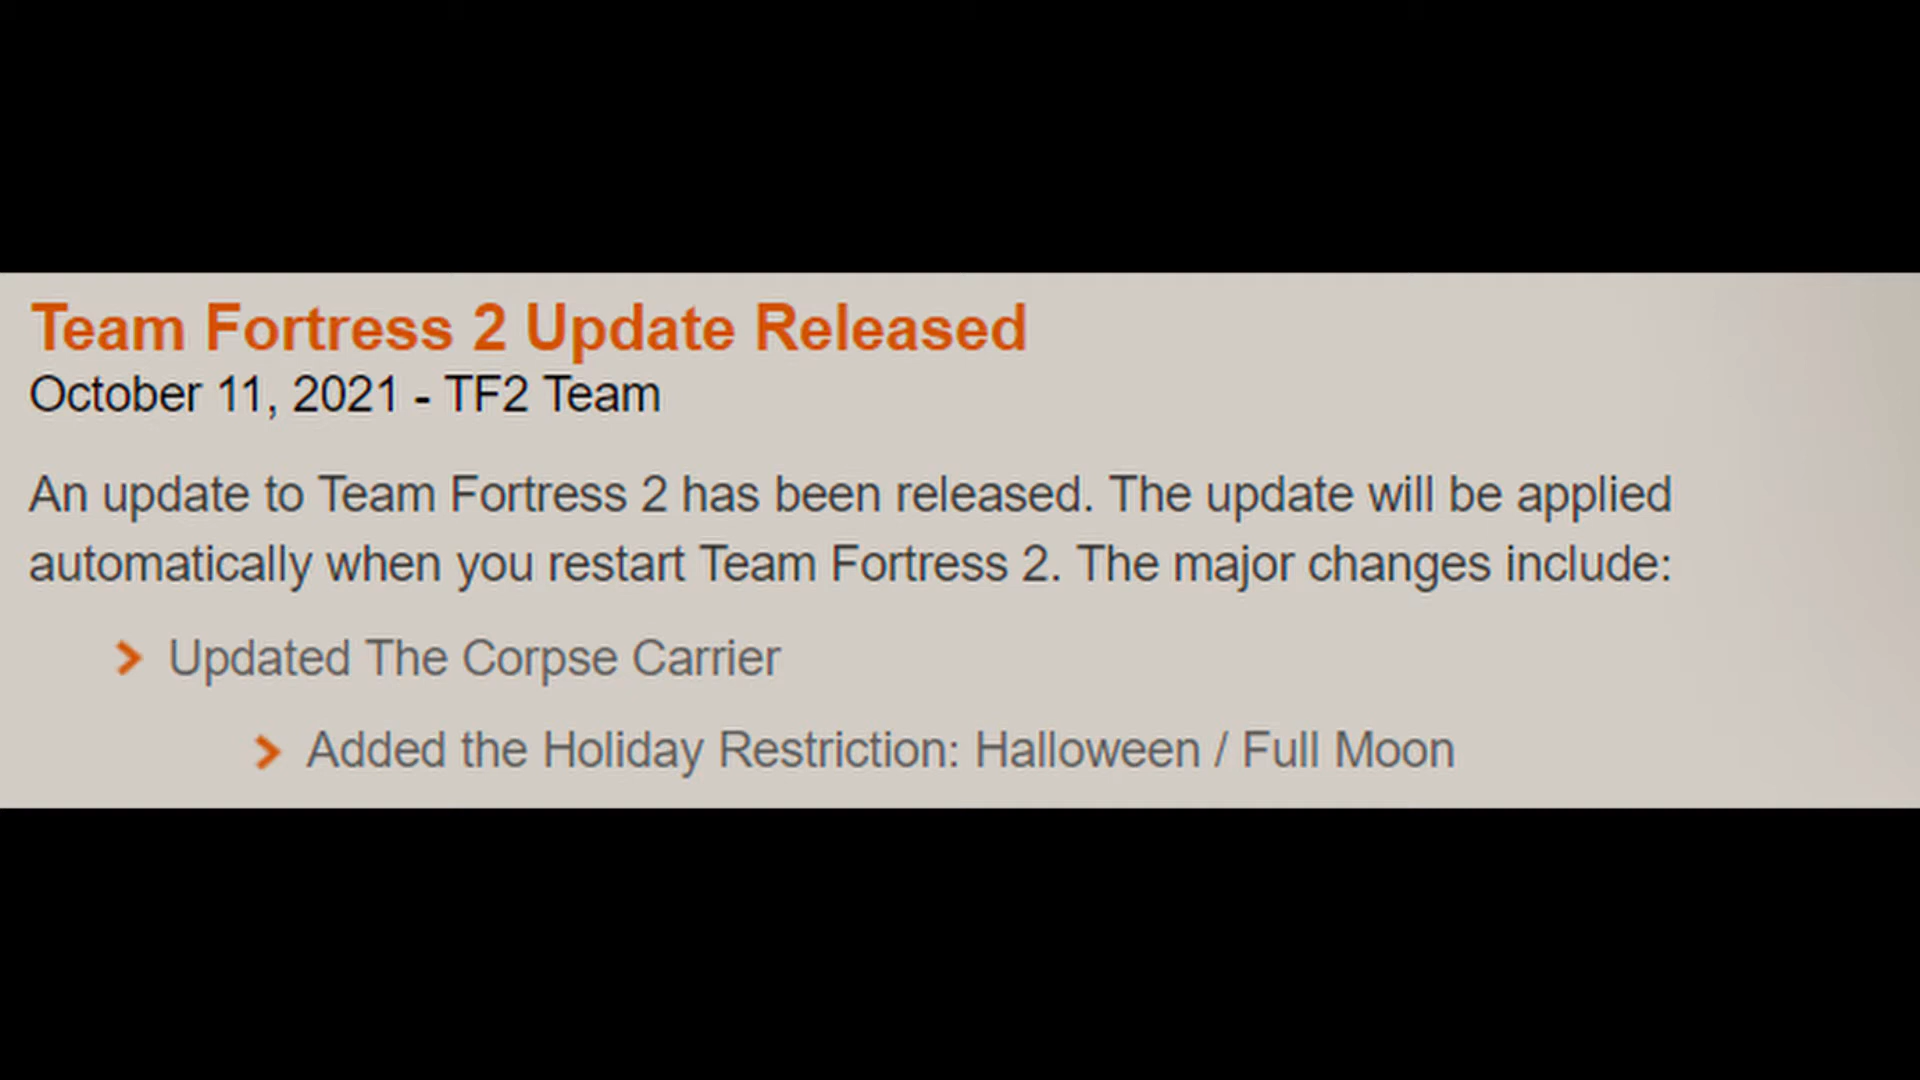 Team Fortress 2 Update Released
October 11, 2021 - TF2 Team
An update to Team Fortress 2 has been released. The update will be applied
automatically when you restart Team Fortress 2. The major changes include:
Updated The Corpse Carrier
Added the Holiday Restriction: Halloween / Full Moon